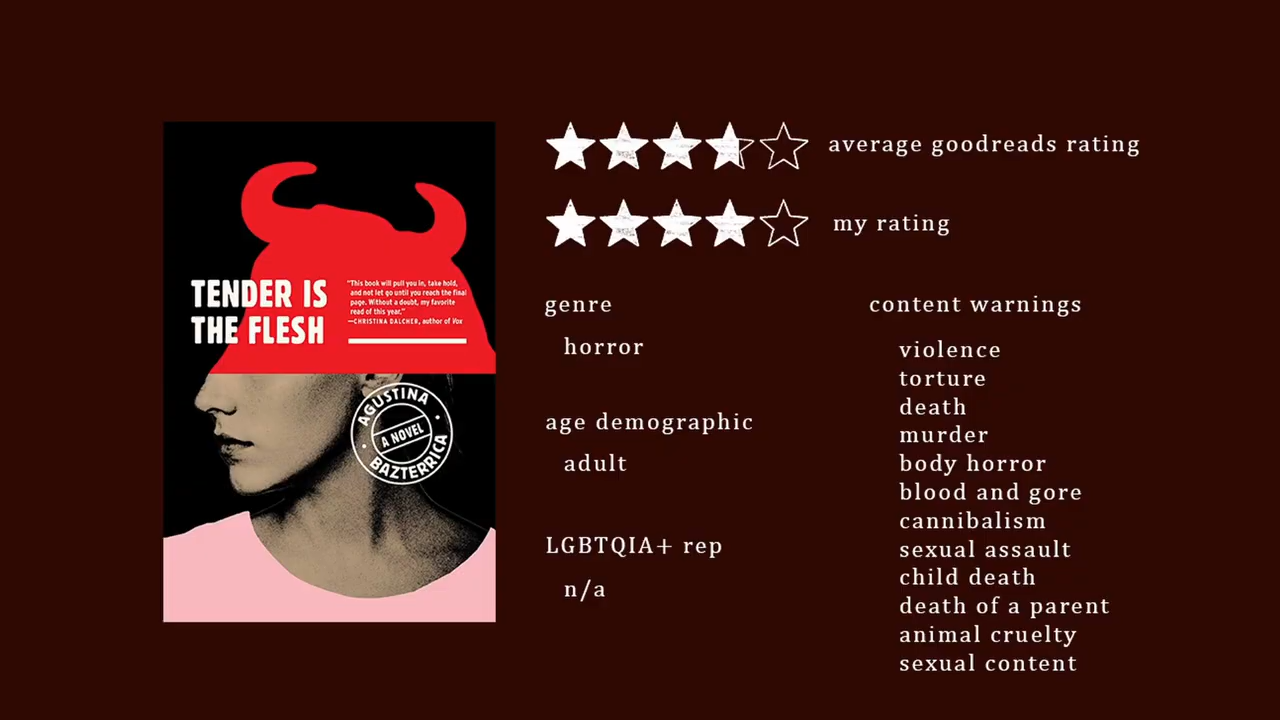 TENDER IS
THE FLESH
"This book will pull you in, take hold,
and not let go until you reach the final
page. Without a doubt, my favorite
read of this year."
—CHRISTINA DALCHER, author of Vox
AGUSTINA
A NOVEL
BAZTERRICA
average goodreads rating
my rating
genre
horror
age demographic
adult
LGBTQIA+ rep
n/a
content warnings
violence
torture
death
murder
body horror
blood and gore
cannibalism
sexual assault
child death
death of a parent
animal cruelty
sexual content